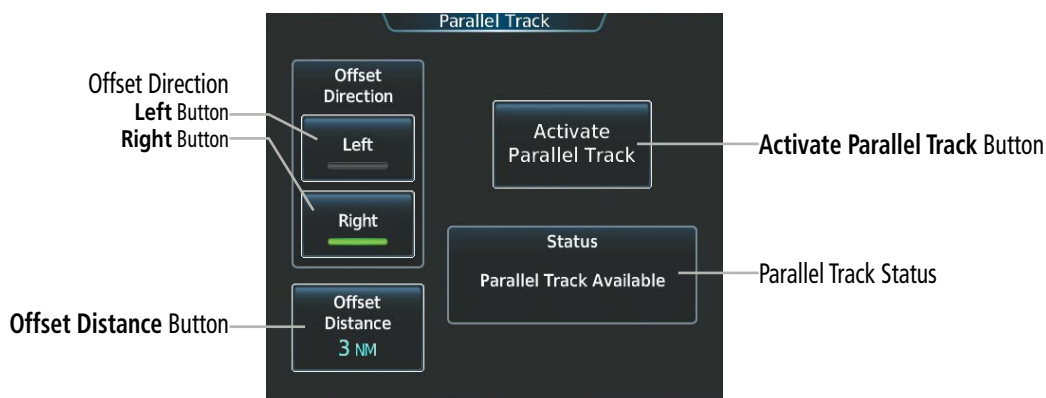 Parallel Track
Offset Direction
Left Button
Right Button
Offset
Direction
Left
Right
Activate
Parallel Track
Activate Parallel Track Button
Status
Parallel Track Available
Parallel Track Status
Offset Distance Button
Offset
Distance
3 NM